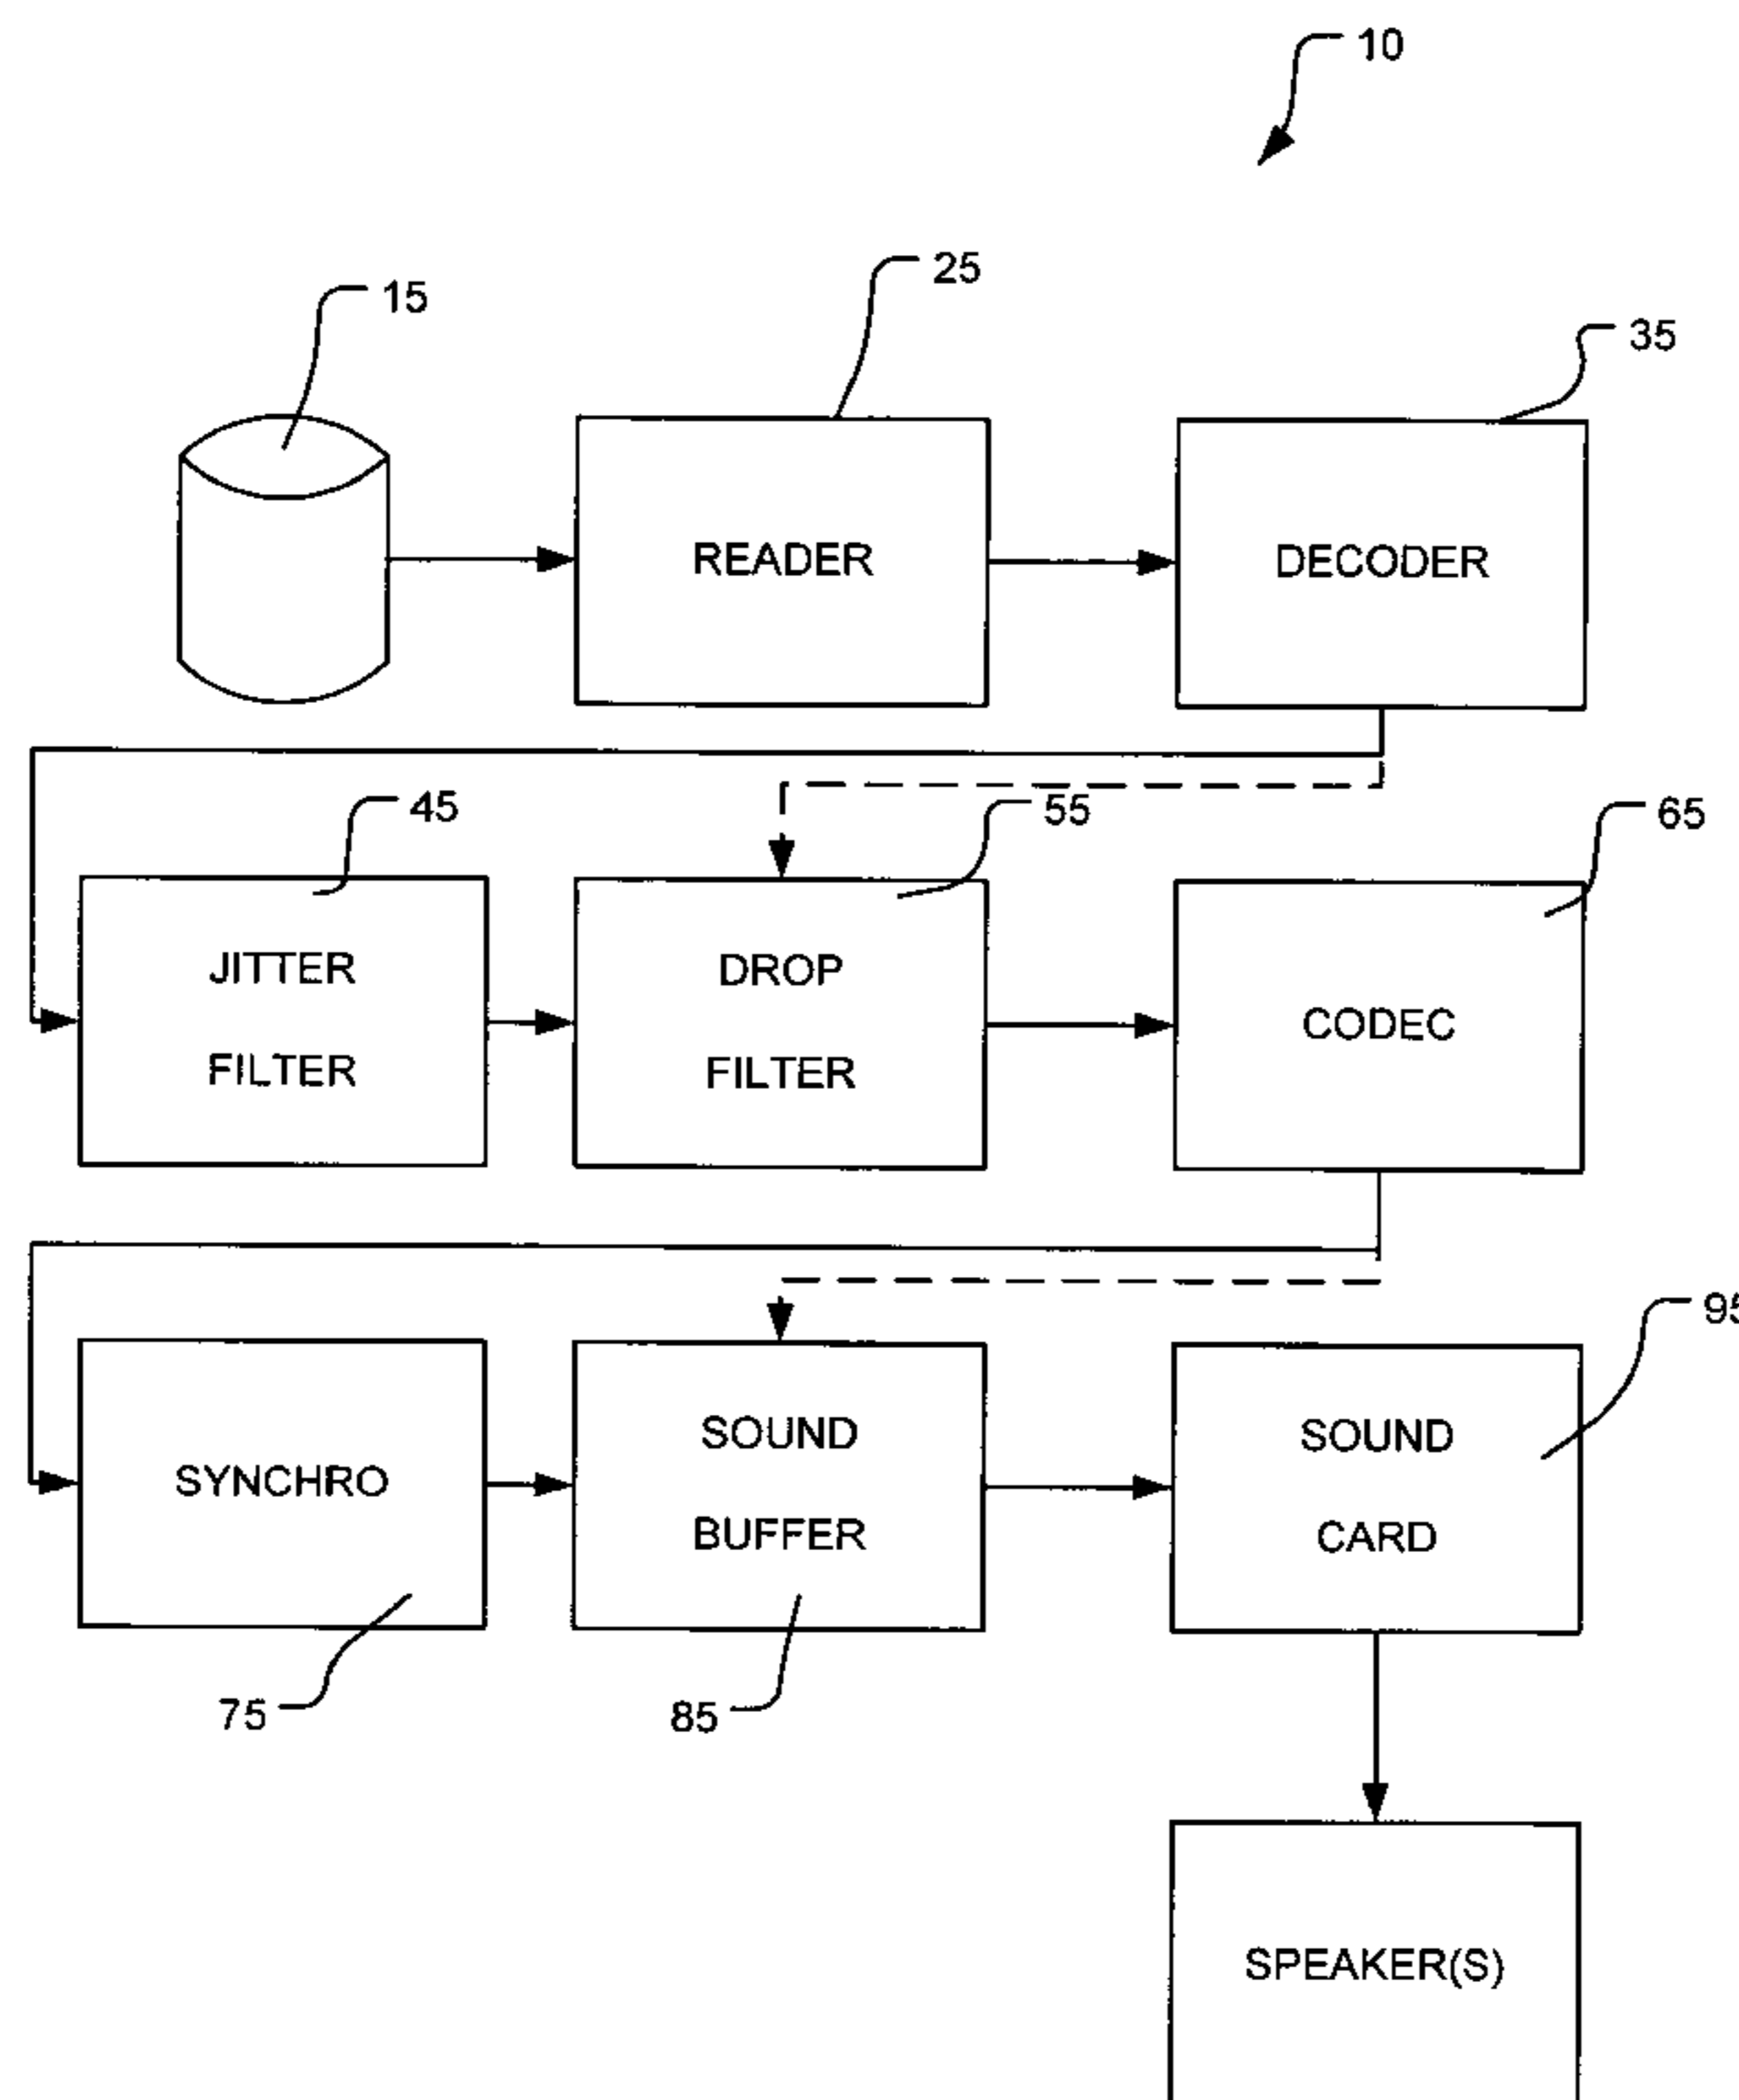 10
15
25
35
READER
DECODER
45
55
65
JITTER
FILTER
DROP
FILTER
CODEC
95
SYNCHRO
SOUND
BUFFER
SOUND
CARD
75
85
SPEAKER(S)